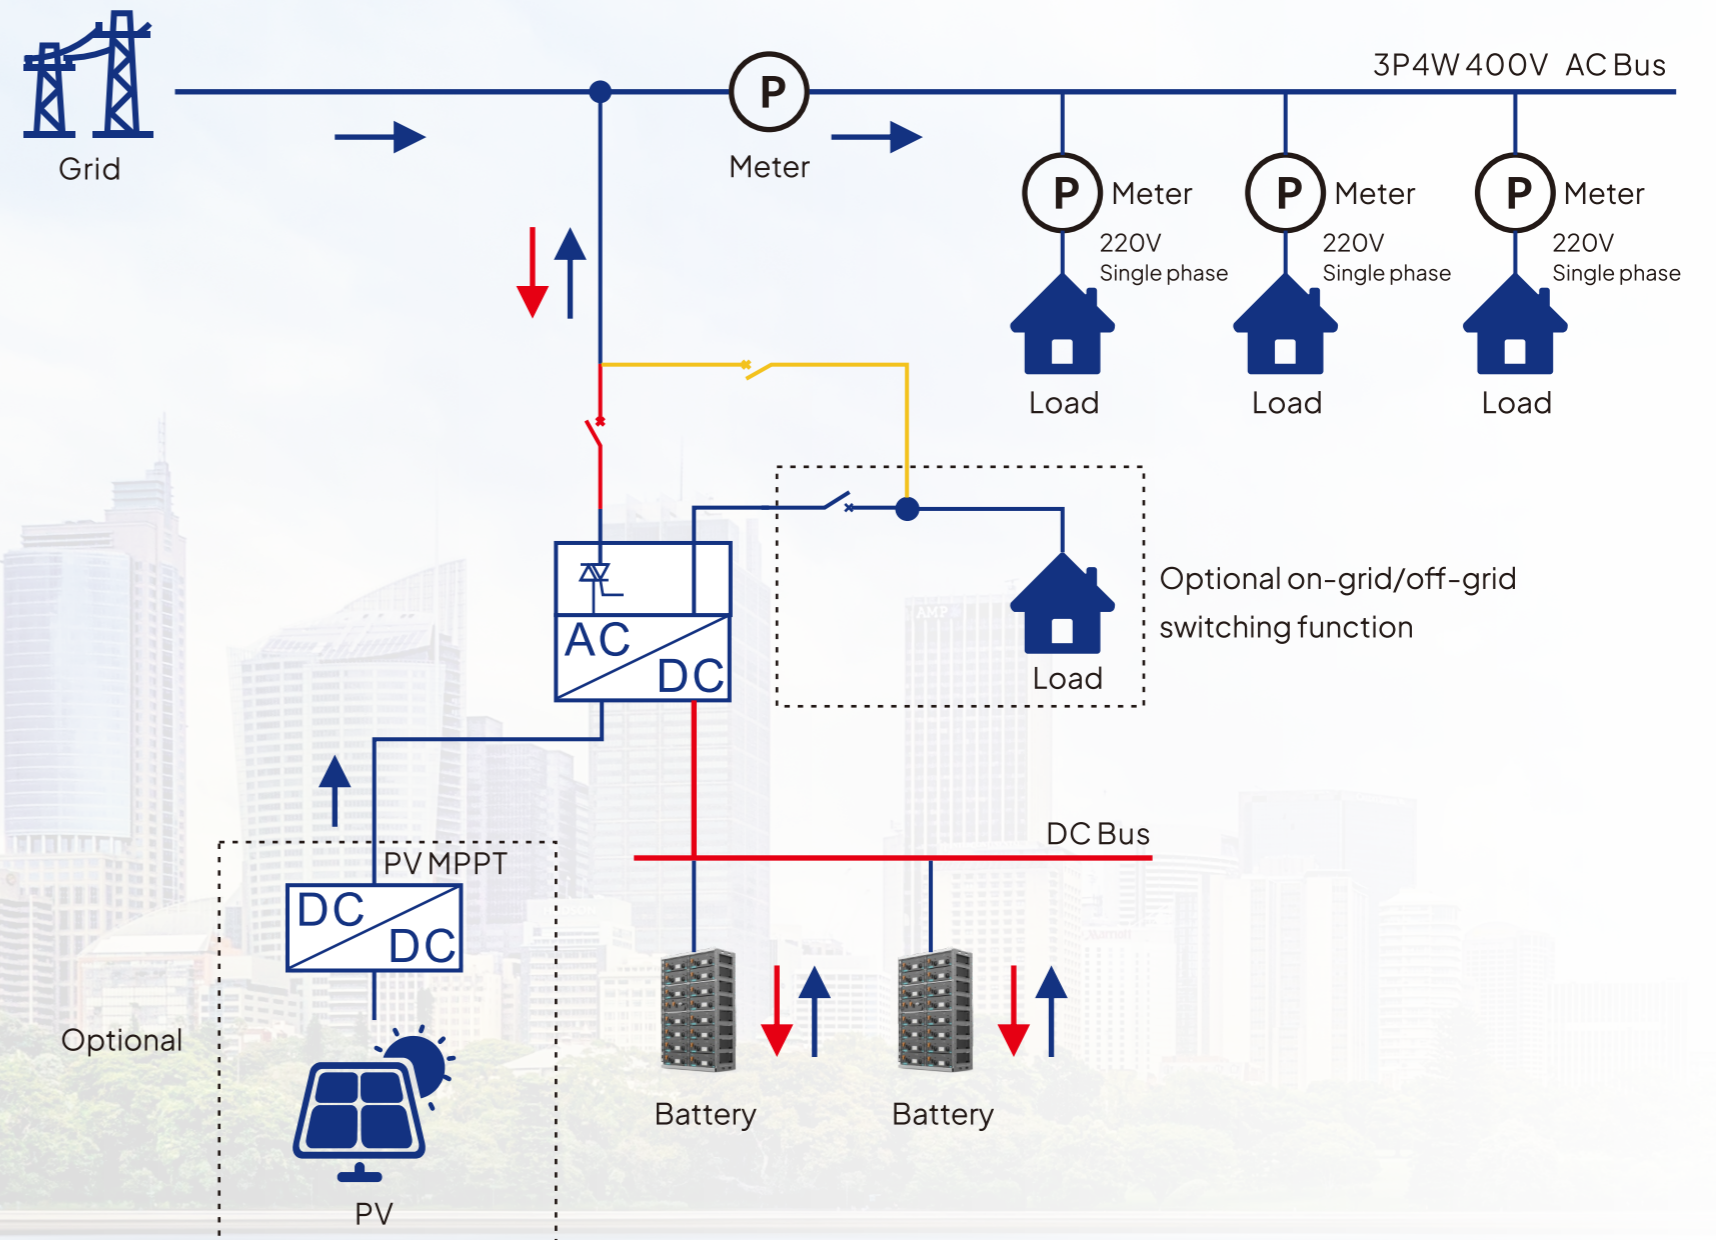 3P4W 400V AC Bus
P
Grid
Meter
P Meter
P Meter
P Meter
220V
Single phase
220V
Single phase
220V
Single phase
Load
Load
Load
AC
DC
Optional on-grid/off-grid
switching function
Load
DC Bus
PV MPPT
DC
DC
AMP
Optional
Battery
Battery
PV